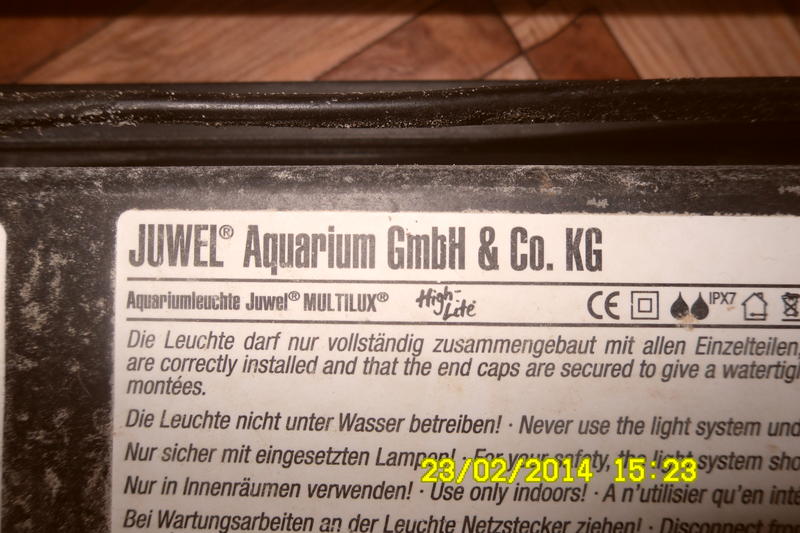 JUWEL® Aquarium GmbH & Co. KG
Aquariumleuchte Juwel® MULTILUX® High-Lite CE IPX7
Die Leuchte darf nur vollständig zusammengebaut mit allen Einzelteilen,
are correctly installed and that the end caps are secured to give a watertigh
montées.
Die Leuchte nicht unter Wasser betreiben! · Never use the light system und
Nur sicher mit eingesetzten Lampen! · For your safety, the light system sho
23/02/2014 15:23
Nur in Innenräumen verwenden! · Use only indoors! · A n'utilisier qu'en inté
Bei Wartungsarbeiten an der Leuchte Netzstecker ziehen! · Disconnect from